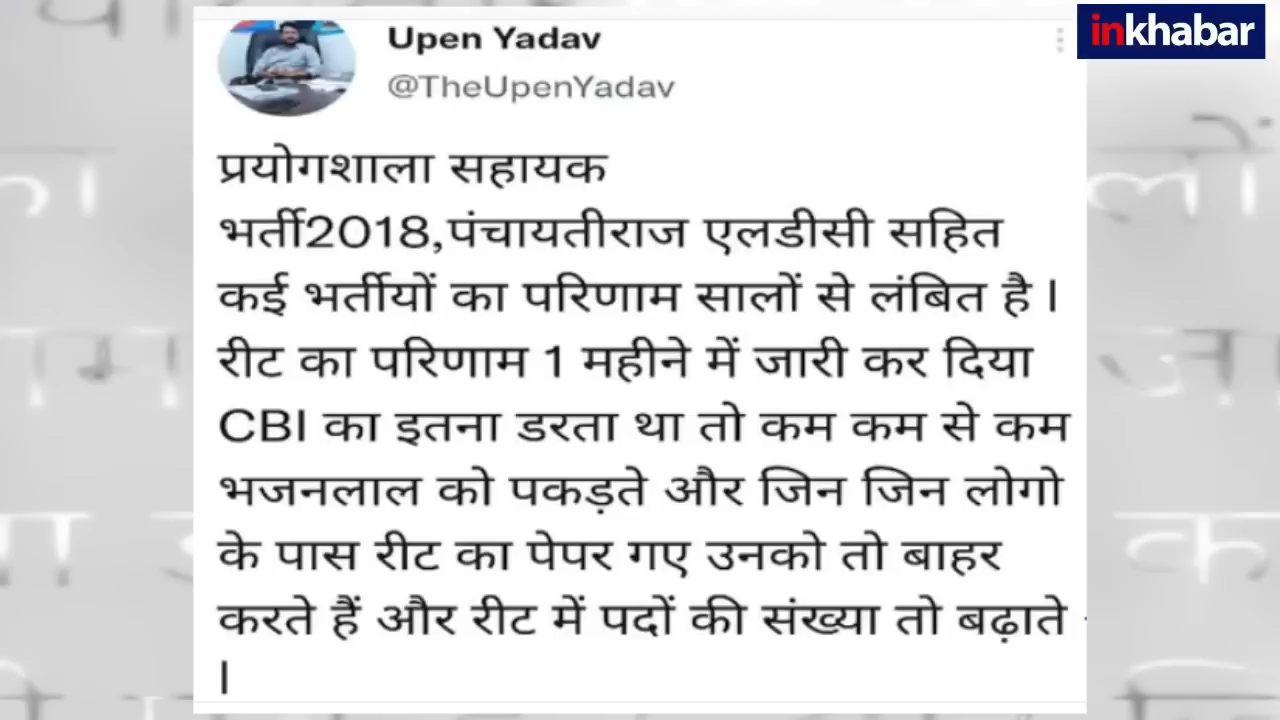 inkhabar
Upen Yadav
@TheUpenYadav
प्रयोगशाला सहायक
भर्ती2018,पंचायतीराज एलडीसी सहित
कई भर्तीयों का परिणाम सालों से लंबित है ।
रीट का परिणाम 1 महीने में जारी कर दिया
CBI का इतना डरता था तो कम कम से कम
भजनलाल को पकड़ते और जिन जिन लोगो
के पास रीट का पेपर गए उनको तो बाहर
करते हैं और रीट में पदों की संख्या तो बढ़ाते
।